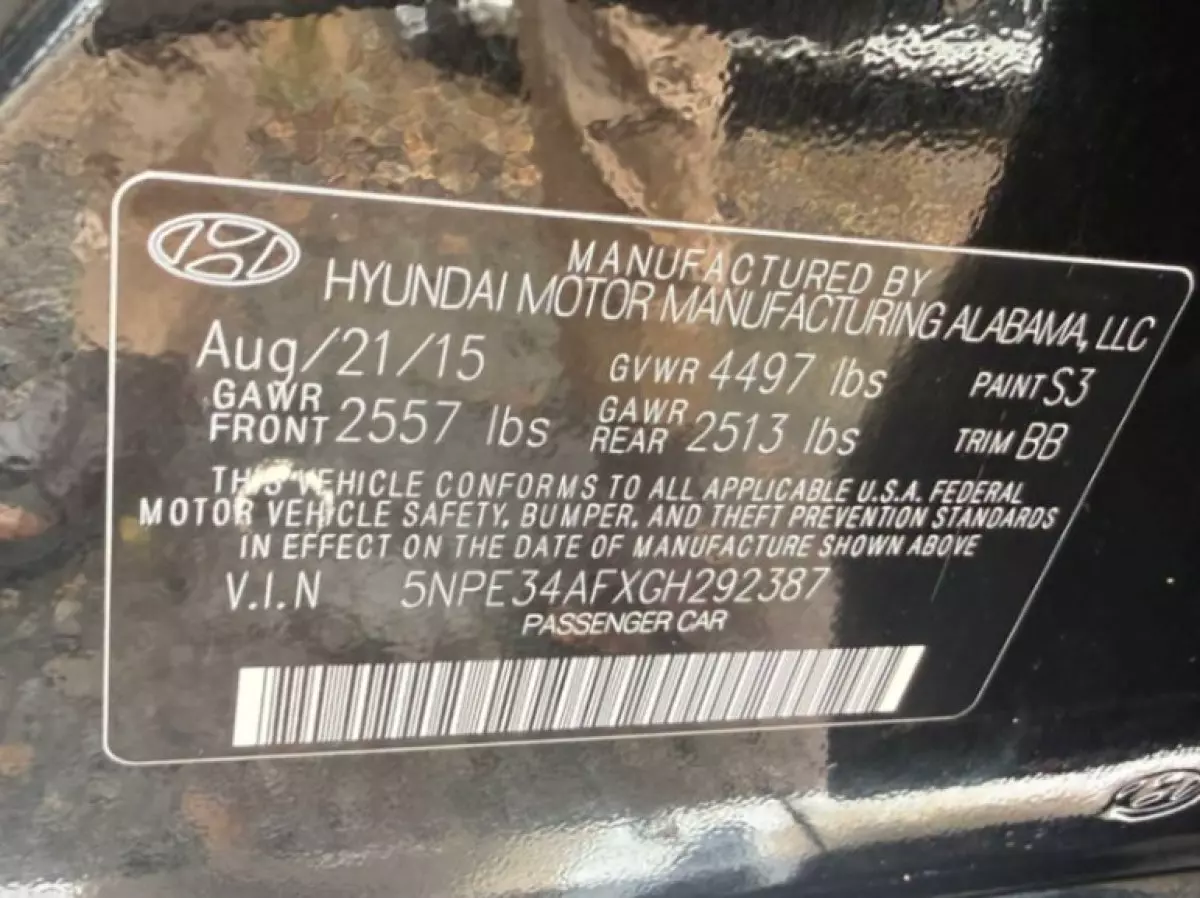 MANUFACTURED BY
HYUNDAI MOTOR MANUFACTURING ALABAMA, LLC
Aug/21/15 GVWR 4497 lbs PAINT S3
GAWR FRONT 2557 lbs GAWR REAR 2513 lbs TRIM BB
THIS VEHICLE CONFORMS TO ALL APPLICABLE U.S.A. FEDERAL
MOTOR VEHICLE SAFETY, BUMPER, AND THEFT PREVENTION STANDARDS
IN EFFECT ON THE DATE OF MANUFACTURE SHOWN ABOVE
V.I.N 5NPE34AFXGH292387
PASSENGER CAR